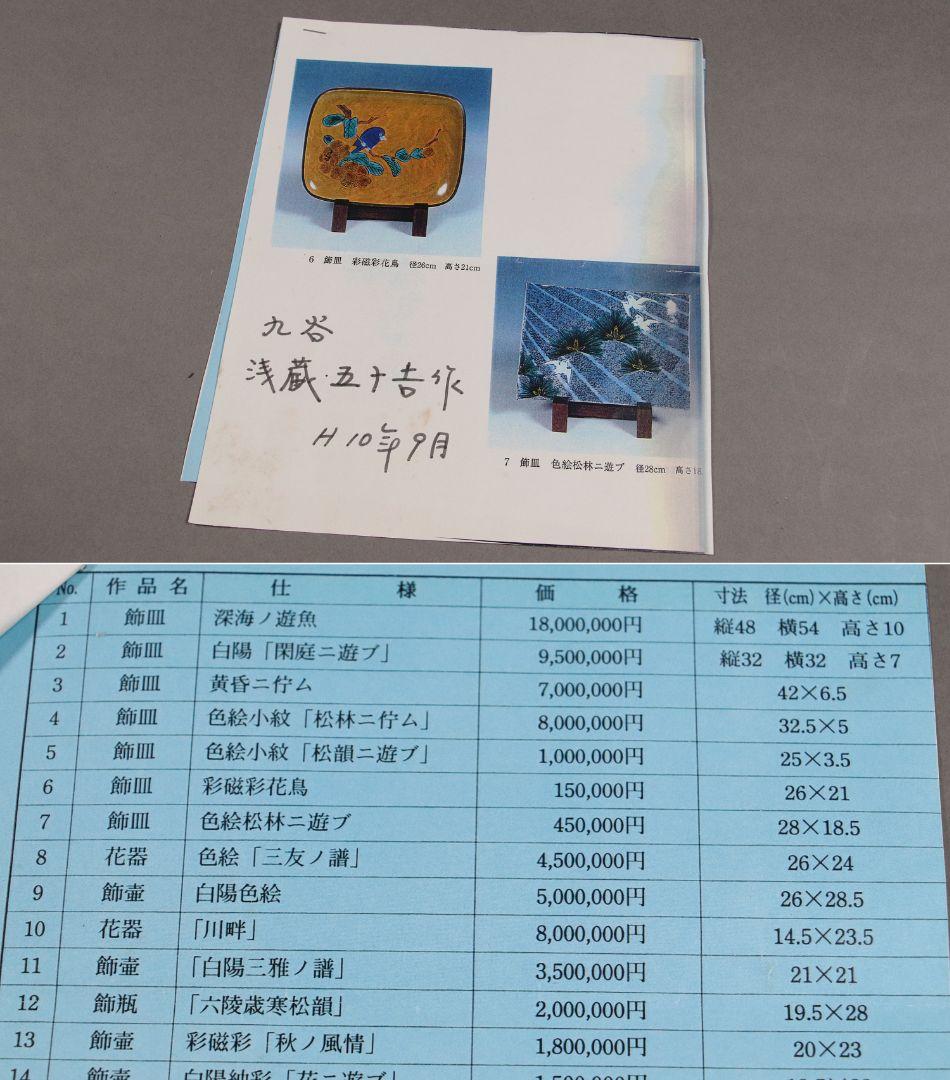 6 飾皿 彩磁彩花鳥 径26cm 高さ21cm
九谷
浅蔵・五十吉作
H10年9月
7 飾皿 色絵松林ニ遊ブ 径28cm 高さ18
No. 作品名 仕様 価格 寸法 径(cm)×高さ(cm)
1 飾皿 深海ノ遊魚 18,000,000円 縦48 横54 高さ10
2 飾皿 白陽「閑庭ニ遊ブ」 9,500,000円 縦32 横32 高さ7
3 飾皿 黄昏ニ佇ム 7,000,000円 42×6.5
4 飾皿 色絵小紋「松林ニ佇ム」 8,000,000円 32.5×5
5 飾皿 色絵小紋「松韻ニ遊ブ」 1,000,000円 25×3.5
6 飾皿 彩磁彩花鳥 150,000円 26×21
7 飾皿 色絵松林ニ遊ブ 450,000円 28×18.5
8 花器 色絵「三友ノ譜」 4,500,000円 26×24
9 飾壷 白陽色絵 5,000,000円 26×28.5
10 花器 「川畔」 8,000,000円 14.5×23.5
11 飾壷 「白陽三雅ノ譜」 3,500,000円 21×21
12 飾瓶 「六陵歳寒松韻」 2,000,000円 19.5×28
13 飾壷 彩磁彩「秋ノ風情」 1,800,000円 20×23
14 飾壷 白陽紬彩「花ニ遊ブ」